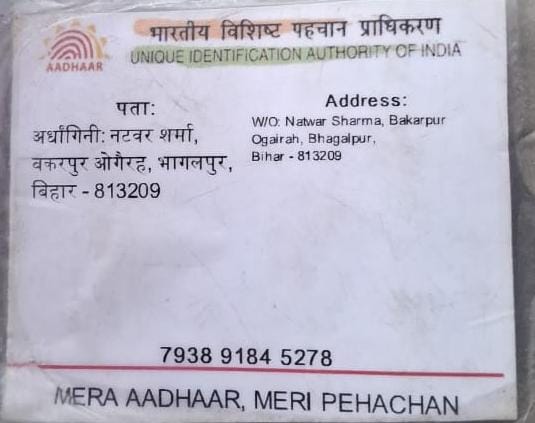 भारतीय विशिष्ट पहचान प्राधिकरण
UNIQUE IDENTIFICATION AUTHORITY OF INDIA
AADHAAR
पता:
अर्धांगिनी: नटवर शर्मा,
वकरपुर ओगैरह, भागलपुर,
बिहार - 813209
Address:
W/O: Natwar Sharma, Bakarpur
Ogairah, Bhagalpur,
Bihar - 813209
7938 9184 5278
MERA AADHAAR, MERI PEHACHAN